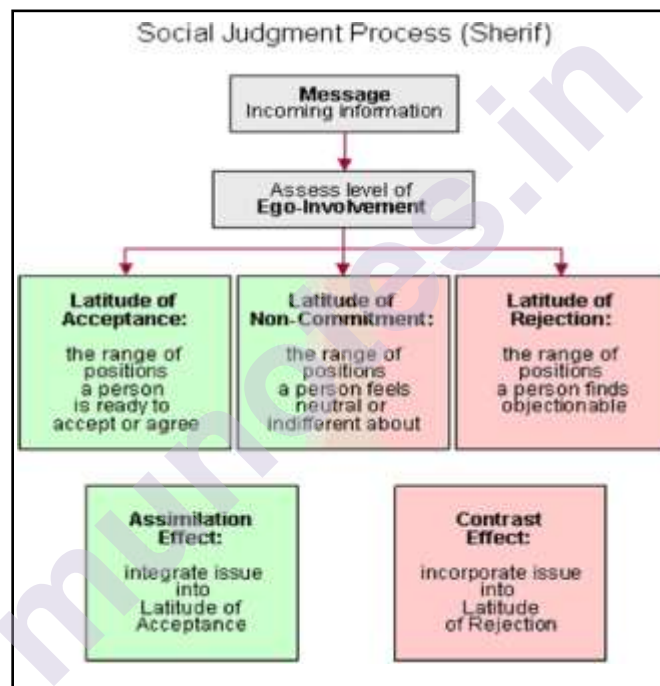 Social Judgment Process (Sherif)
Message
Incoming information
Assess level of
Ego-Involvement
Latitude of
Acceptance:
the range of
positions
a person
is ready to
accept or agree
Latitude of
Non-Commitment:
the range of
positions
a person feels
neutral or
indifferent about
Latitude of
Rejection:
the range of
positions
a person finds
objectionable
Assimilation
Effect:
integrate issue
into
Latitude of
Acceptance
Contrast
Effect:
incorporate issue
into
Latitude
of Rejection
munotes.in